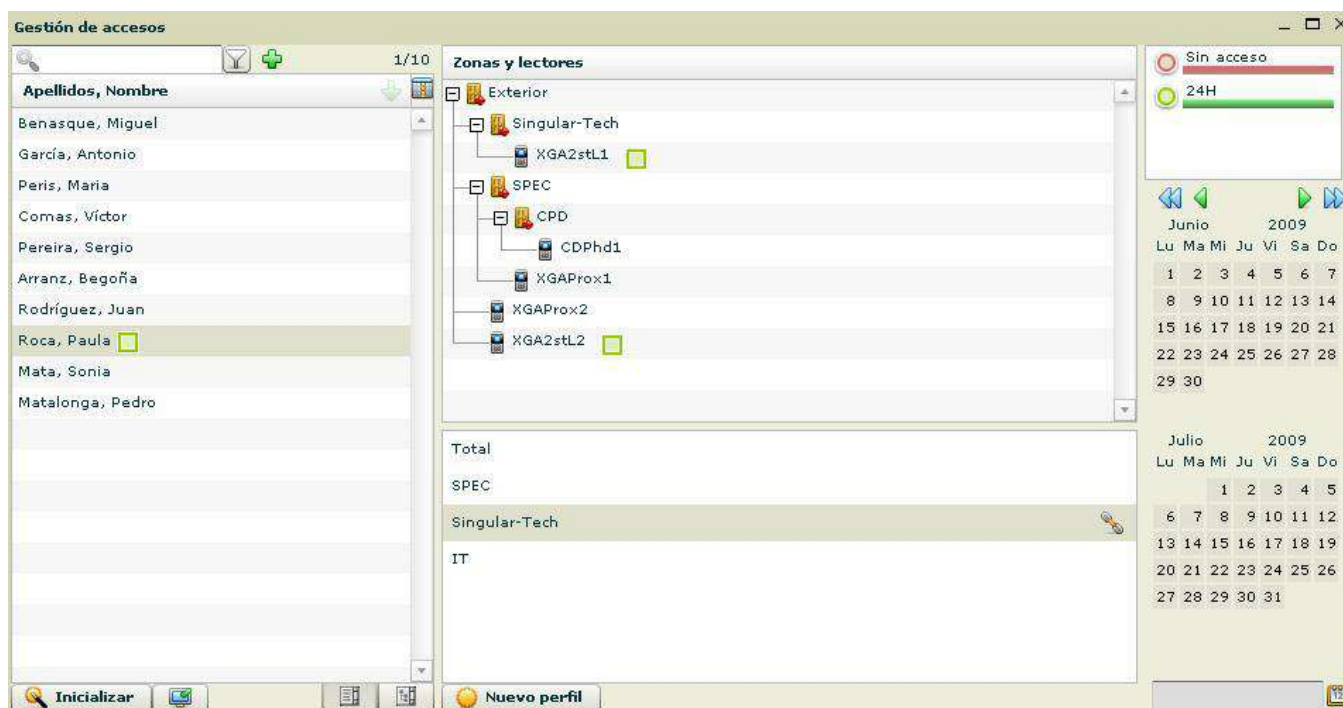 Gestión de accesos
1/10
Apellidos, Nombre
Benasque, Miguel
García, Antonio
Peris, Maria
Comas, Víctor
Pereira, Sergio
Arranz, Begoña
Rodríguez, Juan
Roca, Paula
Mata, Sonia
Matalonga, Pedro
Inicializar
Zonas y lectores
Exterior
Singular-Tech
XGA2stL1
SPEC
CPD
CDPhd1
XGAProx1
XGAProx2
XGA2stL2
Total
SPEC
Singular-Tech
IT
Nuevo perfil
Sin acceso
24H
Junio 2009
Lu Ma Mi Ju Vi Sa Do
1 2 3 4 5 6 7
8 9 10 11 12 13 14
15 16 17 18 19 20 21
22 23 24 25 26 27 28
29 30
Julio 2009
Lu Ma Mi Ju Vi Sa Do
1 2 3 4 5
6 7 8 9 10 11 12
13 14 15 16 17 18 19
20 21 22 23 24 25 26
27 28 29 30 31
12